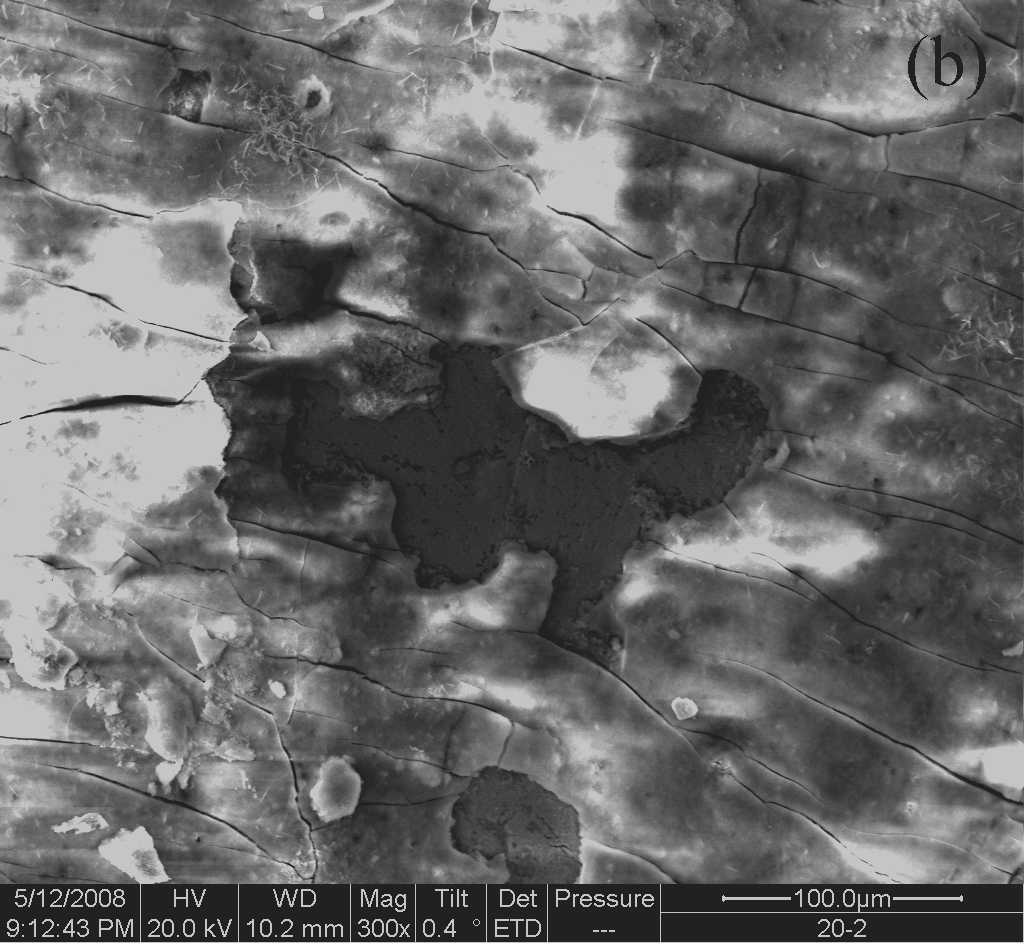 (b)
5/12/2008 HV WD Mag Tilt Det Pressure 100.0µm
9:12:43 PM 20.0 kV 10.2 mm 300x 0.4 ° ETD --- 20-2